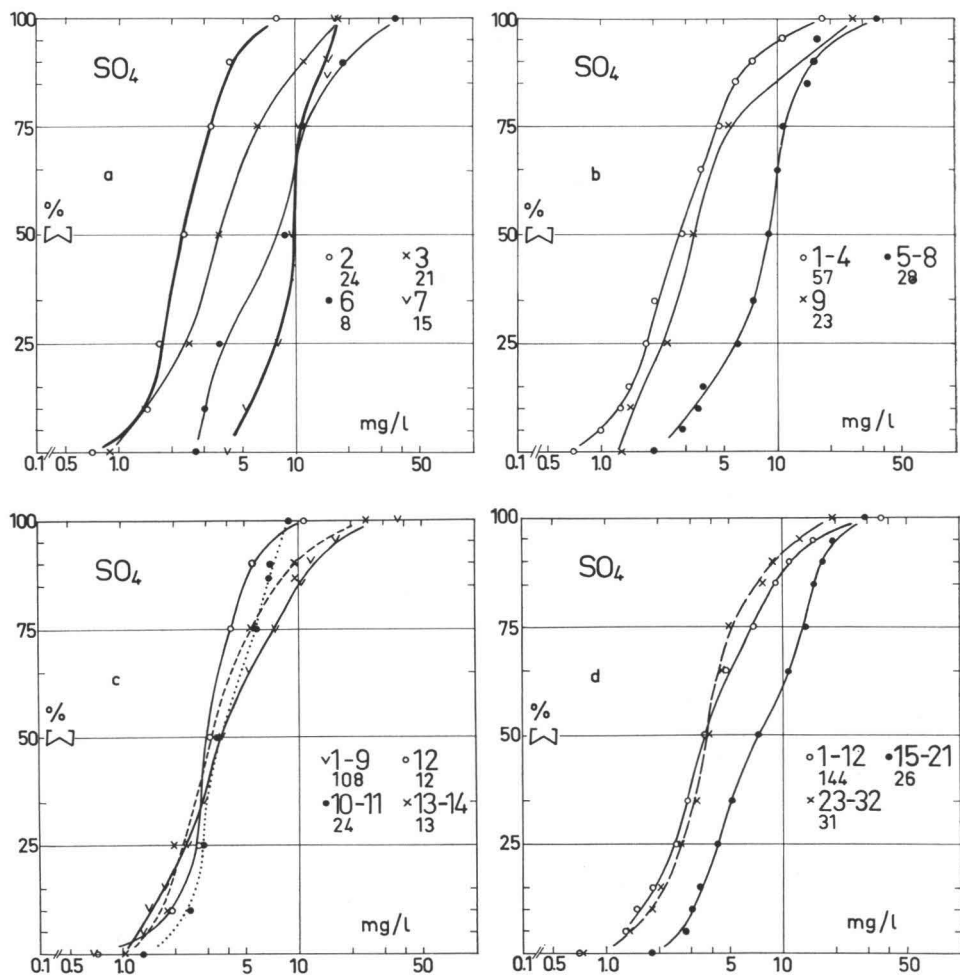 100
SO₄
75
a
%
[Σ]
50
○ 2 × 3
24 21
● 6 ∨ 7
8 15
25
mg/l
0.1 0.5 1.0 5 10 50
100
SO₄
75
b
%
[Σ]
50
○ 1-4 ● 5-8
57 28
× 9
23
25
mg/l
0.1 0.5 1.0 5 10 50
100
SO₄
75
c
%
[Σ]
50
∨ 1-9 ○ 12
108 12
● 10-11 × 13-14
24 13
25
mg/l
0.1 0.5 1.0 5 10 50
100
SO₄
75
d
%
[Σ]
50
○ 1-12 ● 15-21
144 26
× 23-32
31
25
mg/l
0.1 0.5 1.0 5 10 50